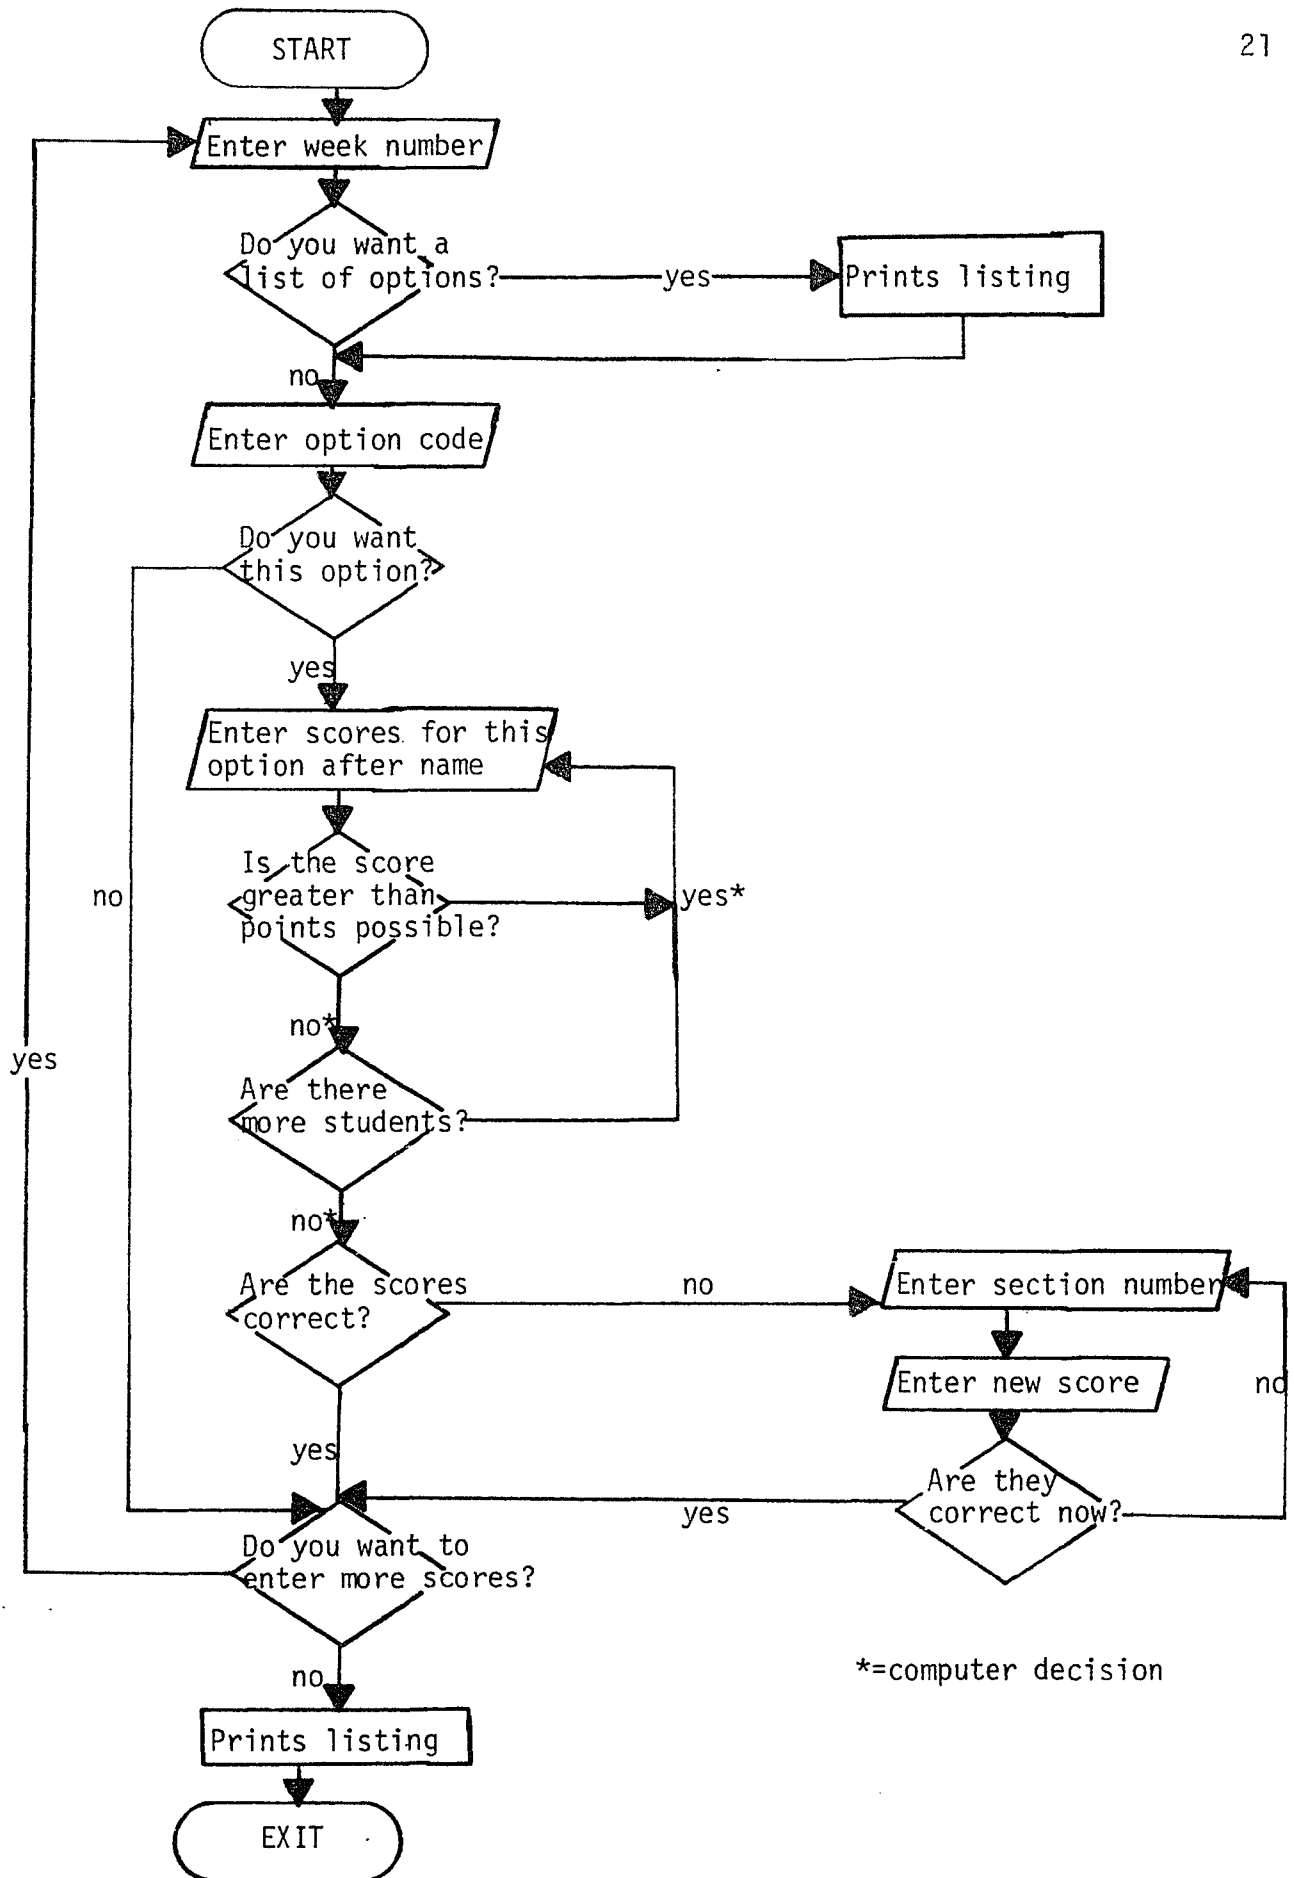 21
START
Enter week number
Do you want a
list of options?
yes
Prints listing
no
Enter option code
Do you want
this option?
yes
Enter scores for this
option after name
Is the score
greater than
points possible?
yes*
no
no*
yes
Are there
more students?
no*
Are the scores
correct?
no
Enter section number
Enter new score
no
yes
Are they
correct now?
yes
Do you want to
enter more scores?
no
*=computer decision
Prints listing
EXIT